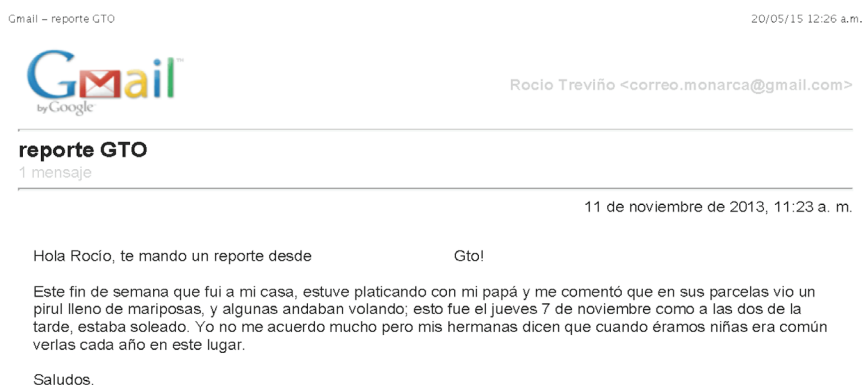 Gmail – reporte GTO 20/05/15 12:26 a.m.
Gmail
by Google
Rocio Treviño <correo.monarca@gmail.com>
reporte GTO
1 mensaje
11 de noviembre de 2013, 11:23 a. m.
Hola Rocío, te mando un reporte desde Gto!
Este fin de semana que fui a mi casa, estuve platicando con mi papá y me comentó que en sus parcelas vio un
pirul lleno de mariposas, y algunas andaban volando; esto fue el jueves 7 de noviembre como a las dos de la
tarde, estaba soleado. Yo no me acuerdo mucho pero mis hermanas dicen que cuando éramos niñas era común
verlas cada año en este lugar.
Saludos.